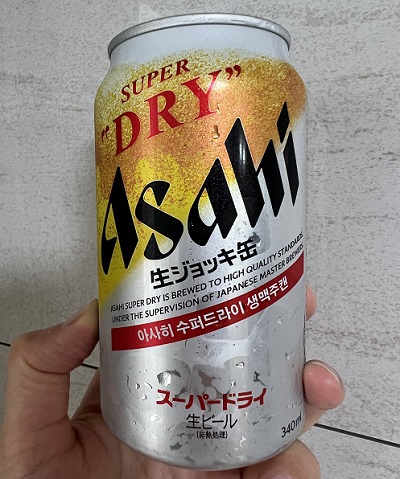 SUPER
"DRY"
Asahi
生ジョッキ缶
ASAHI SUPER DRY IS BREWED TO HIGH QUALITY STANDARDS
UNDER THE SUPERVISION OF JAPANESE MASTER BREWERS
아사히 수퍼드라이 생맥주캔
スーパードライ
生ビール
(非熱処理)
340ml